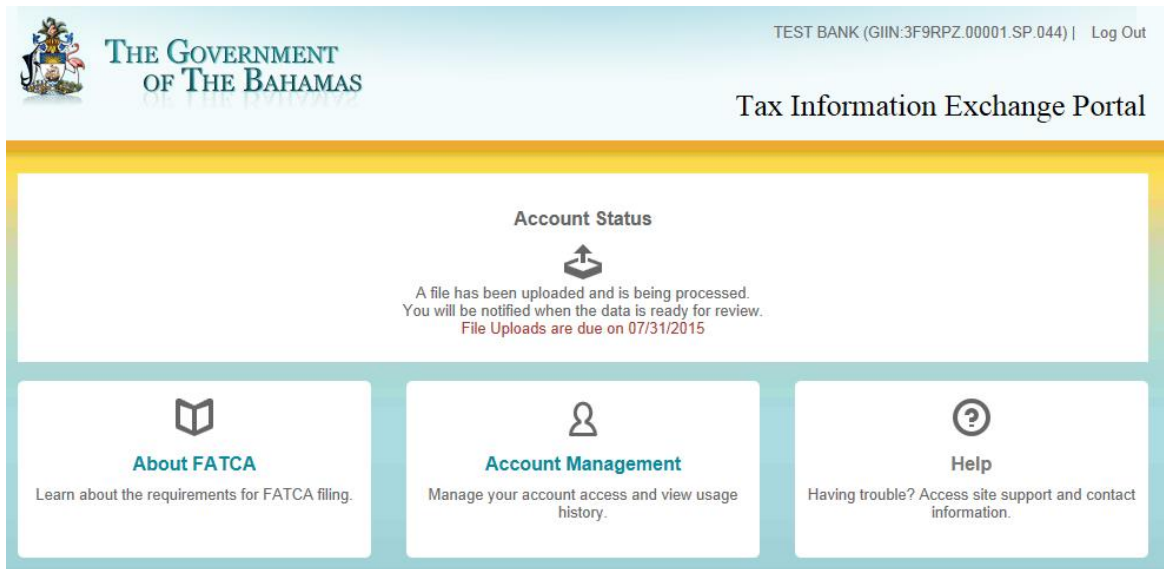 TEST BANK (GIIN:3F9RPZ.00001.SP.044) | Log Out
THE GOVERNMENT
OF THE BAHAMAS
Tax Information Exchange Portal
Account Status
A file has been uploaded and is being processed.
You will be notified when the data is ready for review.
File Uploads are due on 07/31/2015
About FATCA
Learn about the requirements for FATCA filing.
Account Management
Manage your account access and view usage
history.
Help
Having trouble? Access site support and contact
information.